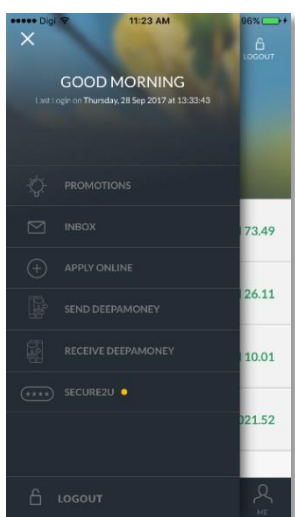 Digi 11:23 AM 96%
LOGOUT
GOOD MORNING
Last Login on Thursday, 28 Sep 2017 at 13:33:43
PROMOTIONS
INBOX
73.49
APPLY ONLINE
26.11
SEND DEEPAMONEY
RECEIVE DEEPAMONEY
10.01
**** SECURE2U
021.52
LOGOUT
ME